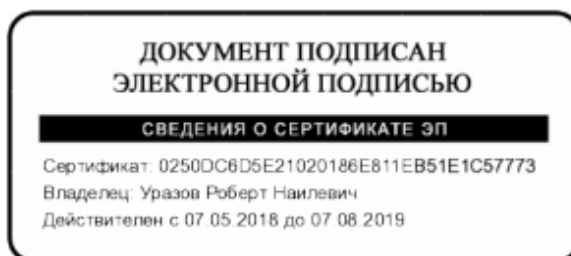 ДОКУМЕНТ ПОДПИСАН
ЭЛЕКТРОННОЙ ПОДПИСЬЮ
СВЕДЕНИЯ О СЕРТИФИКАТЕ ЭП
Сертификат: 0250DC6D5E21020186E811EB51E1C57773
Владелец: Уразов Роберт Наилевич
Действителен с 07.05.2018 до 07.08.2019